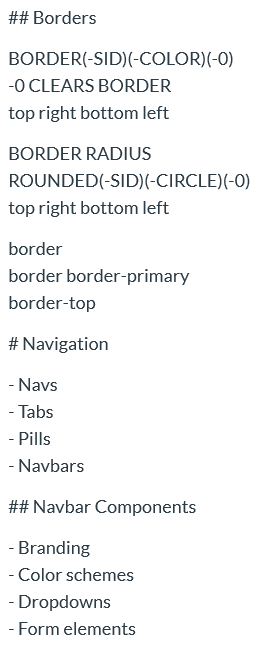 ## Borders
BORDER(-SID)(-COLOR)(-0)
-0 CLEARS BORDER
top right bottom left
BORDER RADIUS
ROUNDED(-SID)(-CIRCLE)(-0)
top right bottom left
border
border border-primary
border-top
# Navigation
- Navs
- Tabs
- Pills
- Navbars
## Navbar Components
- Branding
- Color schemes
- Dropdowns
- Form elements